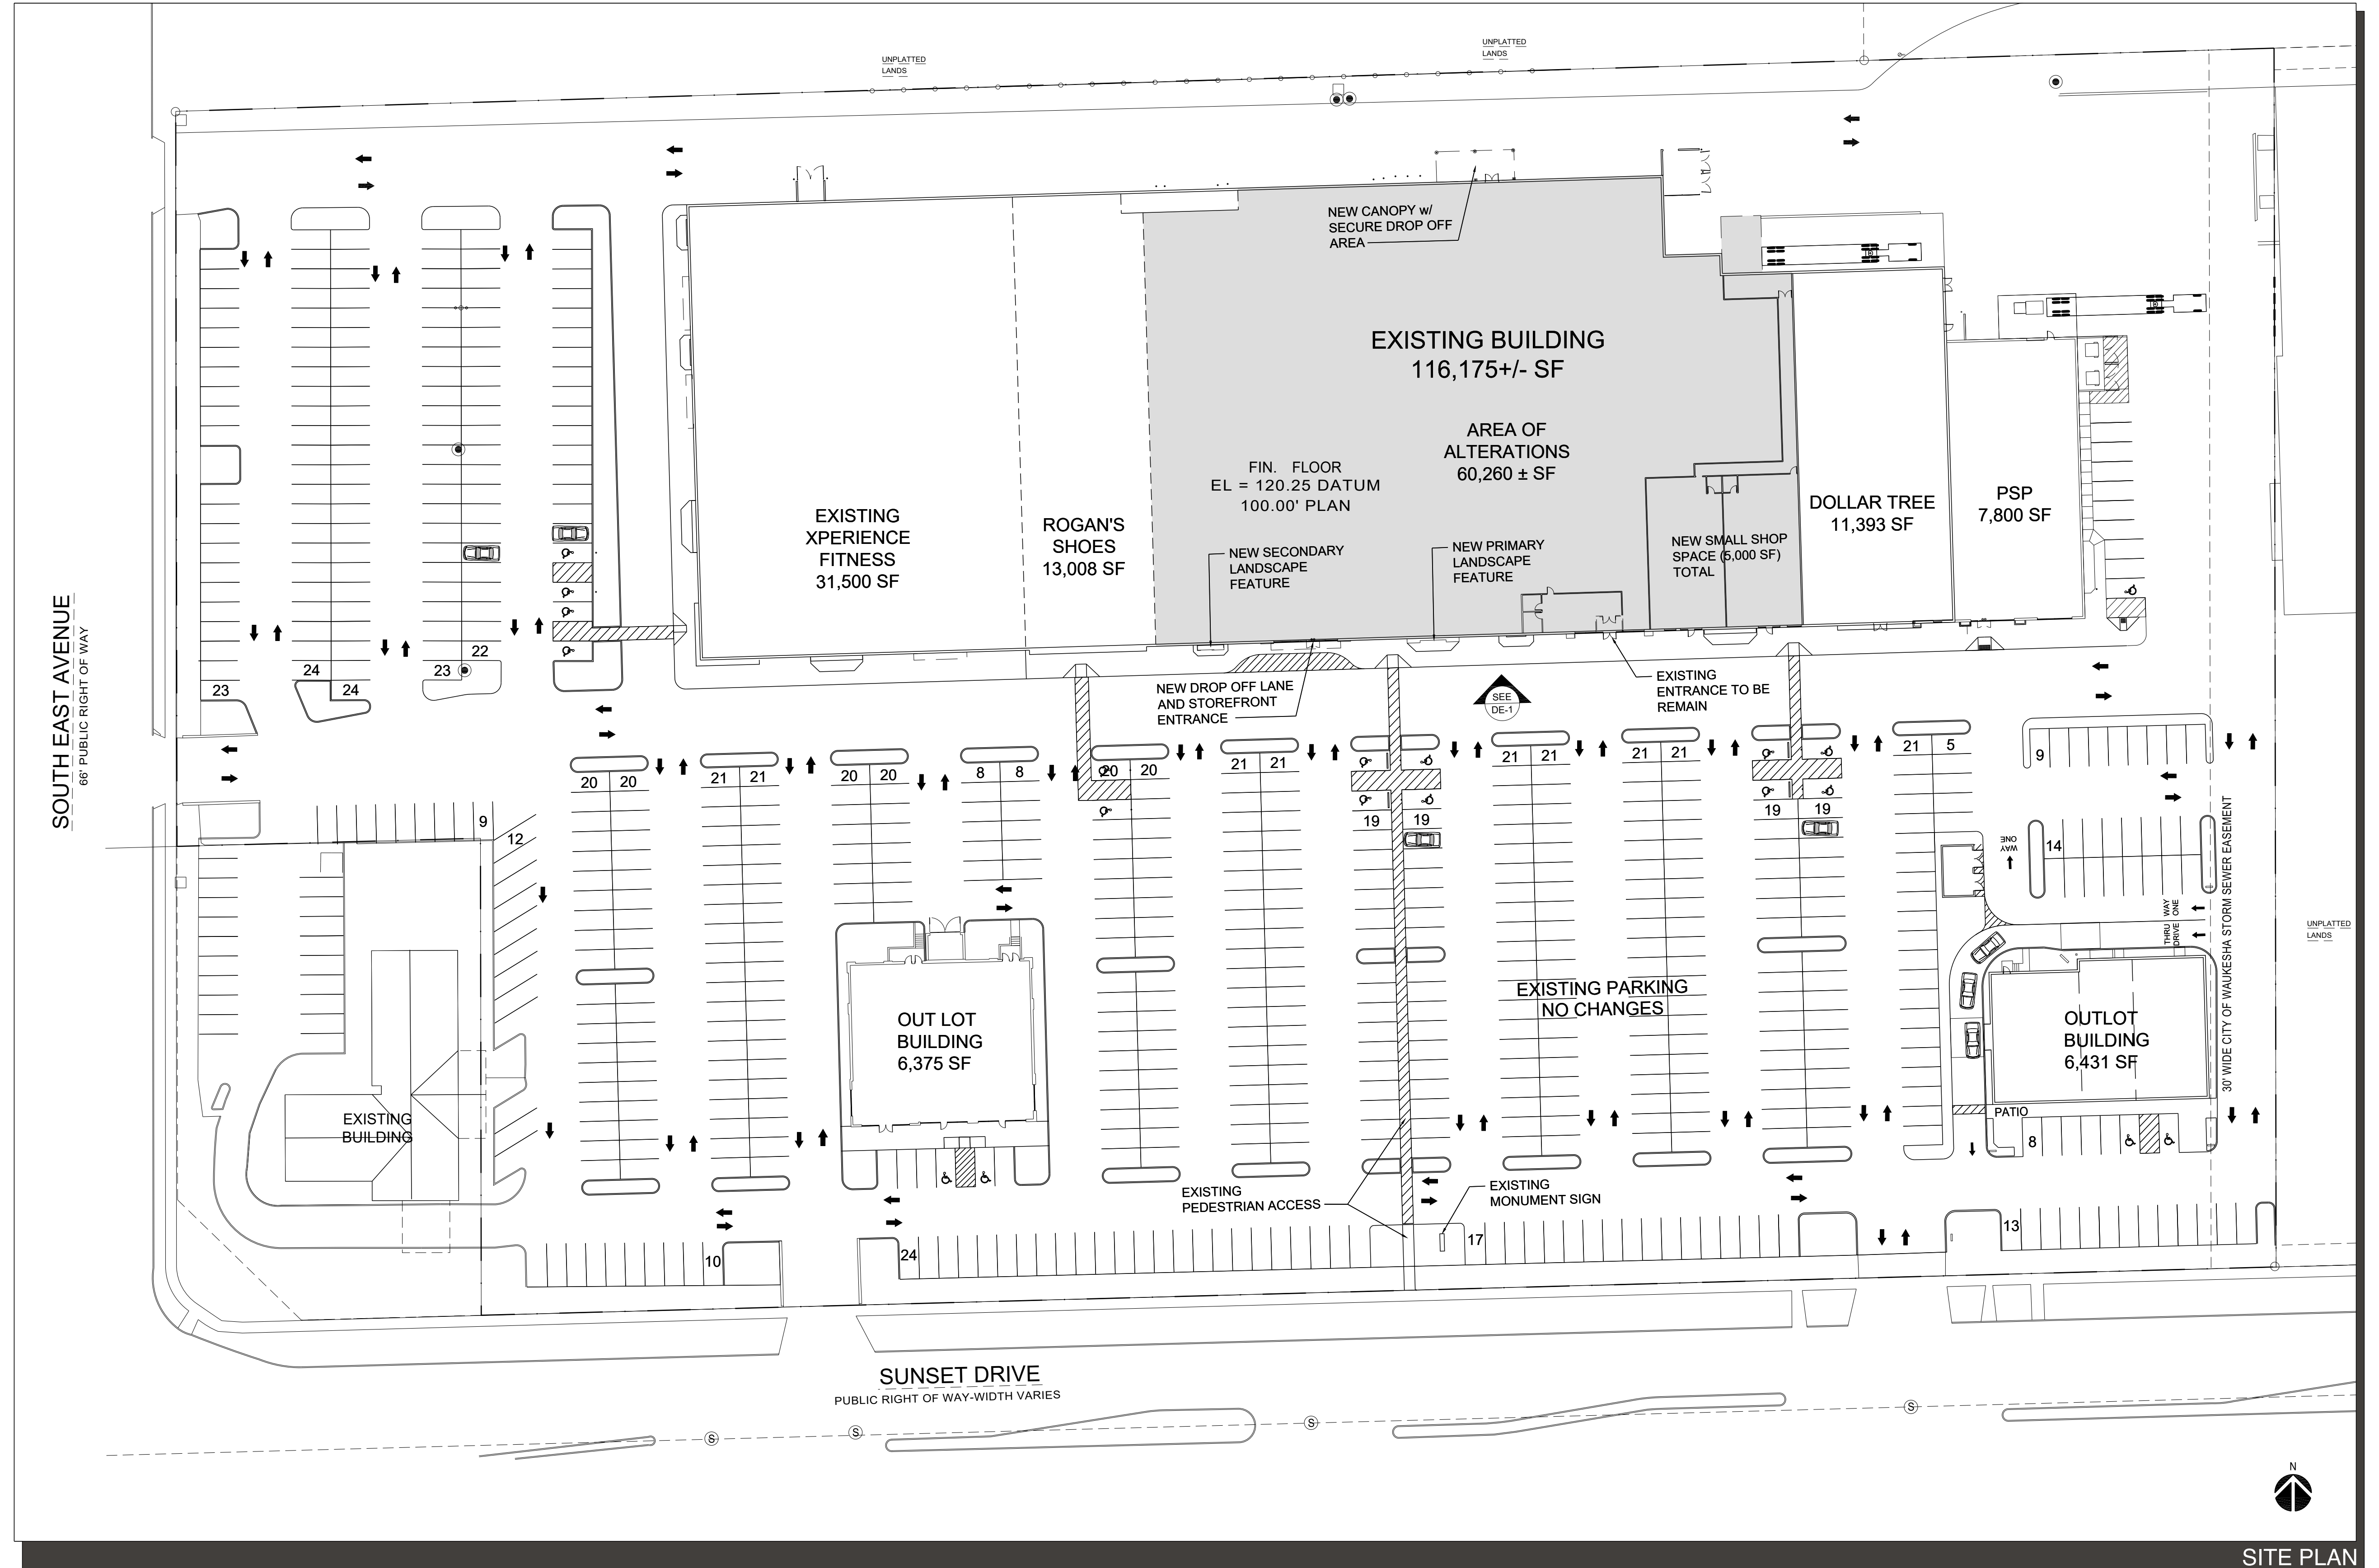 UNPLATTED
LANDS
UNPLATTED
LANDS
NEW CANOPY w/
SECURE DROP OFF
AREA
EXISTING BUILDING
116,175+/- SF
AREA OF
ALTERATIONS
60,260 ± SF
FIN. FLOOR
EL = 120.25 DATUM
100.00' PLAN
EXISTING
XPERIENCE
FITNESS
31,500 SF
ROGAN'S
SHOES
13,008 SF
NEW SECONDARY
LANDSCAPE
FEATURE
NEW PRIMARY
LANDSCAPE
FEATURE
NEW SMALL SHOP
SPACE (5,000 SF)
TOTAL
DOLLAR TREE
11,393 SF
PSP
7,800 SF
SOUTH EAST AVENUE
66' PUBLIC RIGHT OF WAY
23
24
24
23
22
NEW DROP OFF LANE
AND STOREFRONT
ENTRANCE
SEE
DE-1
EXISTING
ENTRANCE TO BE
REMAIN
20 20
21 21
20 20
8 8
20 20
21 21
19 19
21 21
21 21
19 19
21 5
9
9
12
14
ONE
WAY
ONE
WAY
DRIVE
THRU
30' WIDE CITY OF WAUKESHA STORM SEWER EASEMENT
UNPLATTED
LANDS
EXISTING PARKING
NO CHANGES
OUT LOT
BUILDING
6,375 SF
OUTLOT
BUILDING
6,431 SF
PATIO
8
EXISTING
BUILDING
EXISTING
PEDESTRIAN ACCESS
EXISTING
MONUMENT SIGN
10
24
17
13
SUNSET DRIVE
PUBLIC RIGHT OF WAY-WIDTH VARIES
S
S
S
S
N
SITE PLAN